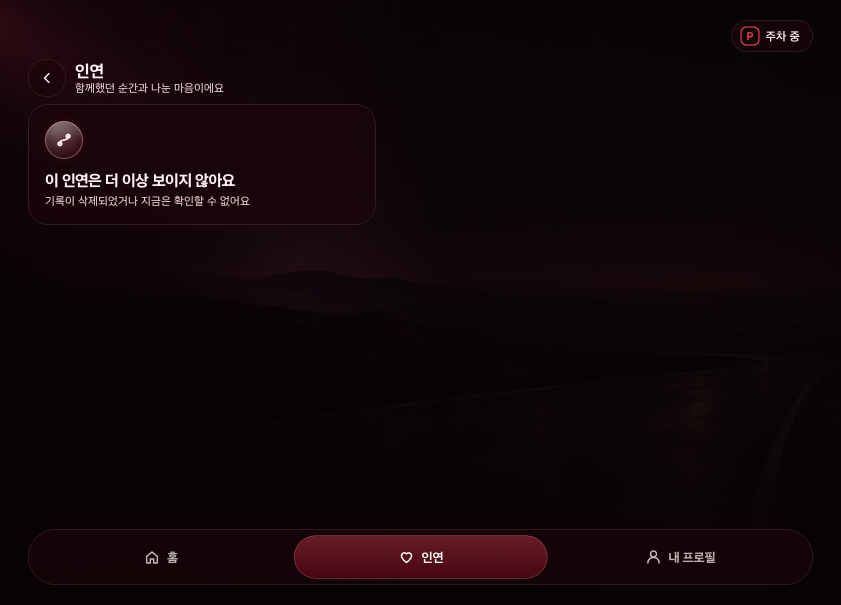 P 주차 중
인연
함께했던 순간과 나눈 마음이에요
이 인연은 더 이상 보이지 않아요
기록이 삭제되었거나 지금은 확인할 수 없어요
홈
인연
내 프로필